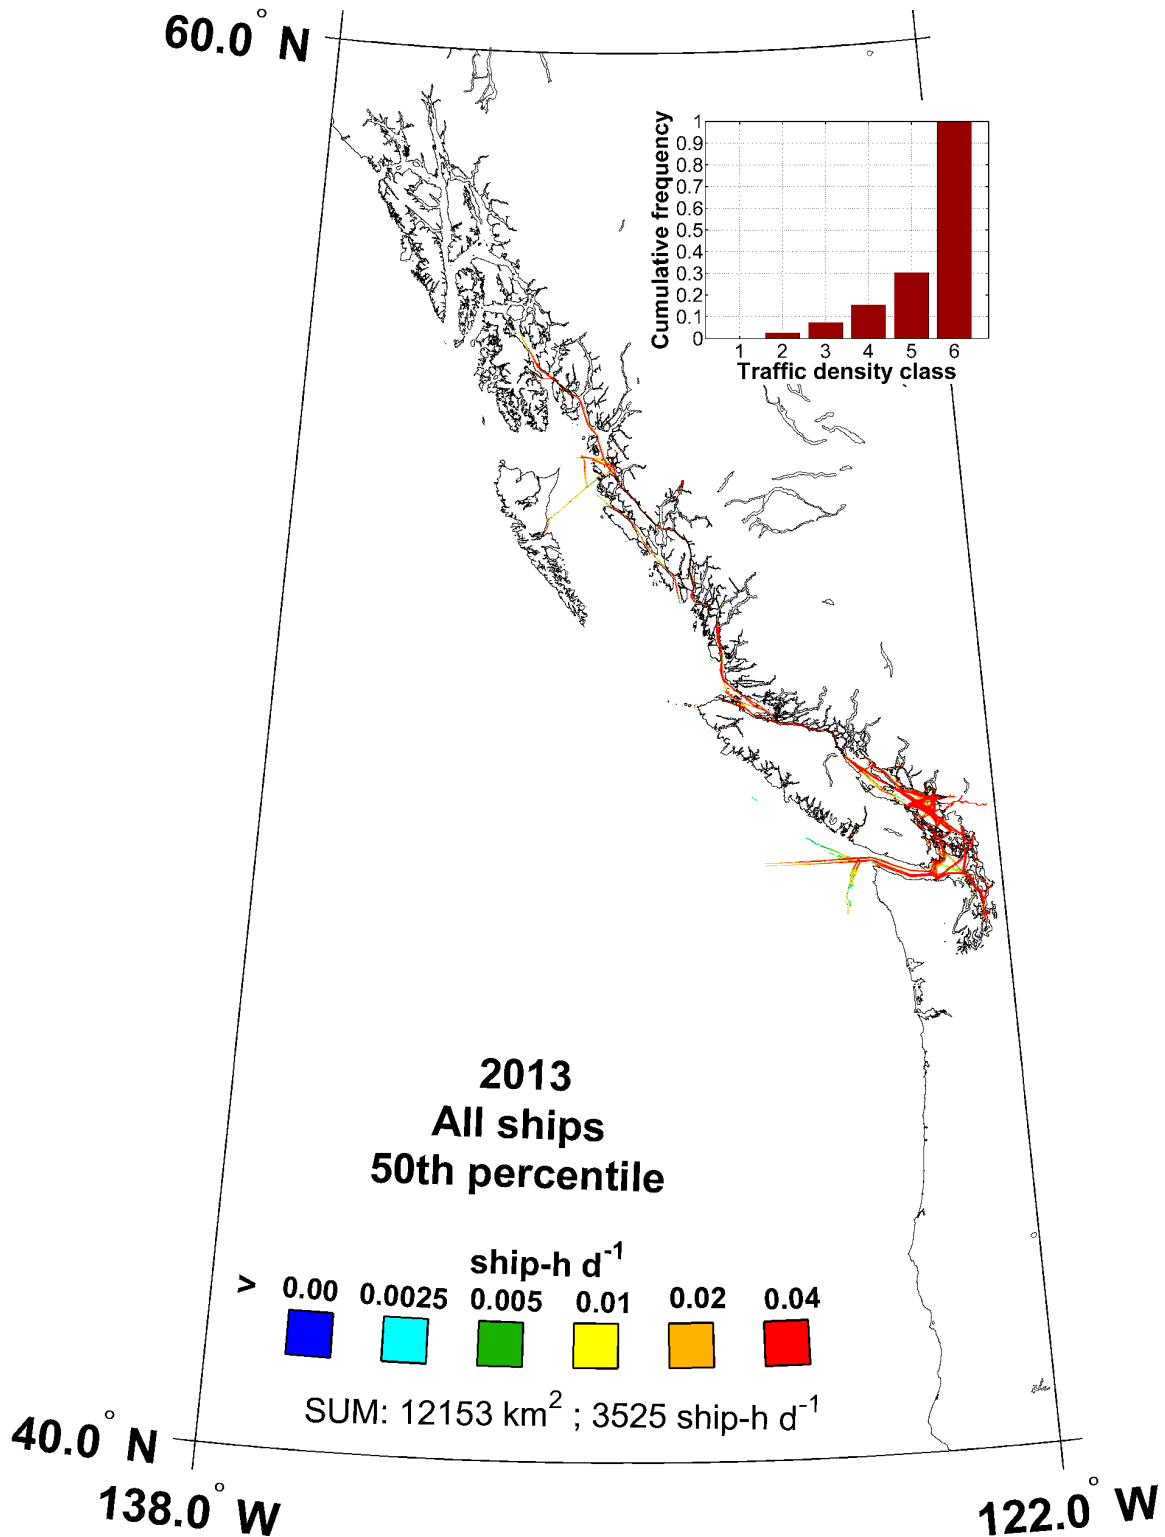 60.0° N
Cumulative frequency
1
0.9
0.8
0.7
0.6
0.5
0.4
0.3
0.2
0.1
0
1 2 3 4 5 6
Traffic density class
2013
All ships
50th percentile
ship-h d⁻¹
> 0.00 0.0025 0.005 0.01 0.02 0.04
SUM: 12153 km² ; 3525 ship-h d⁻¹
40.0° N
138.0° W
122.0° W